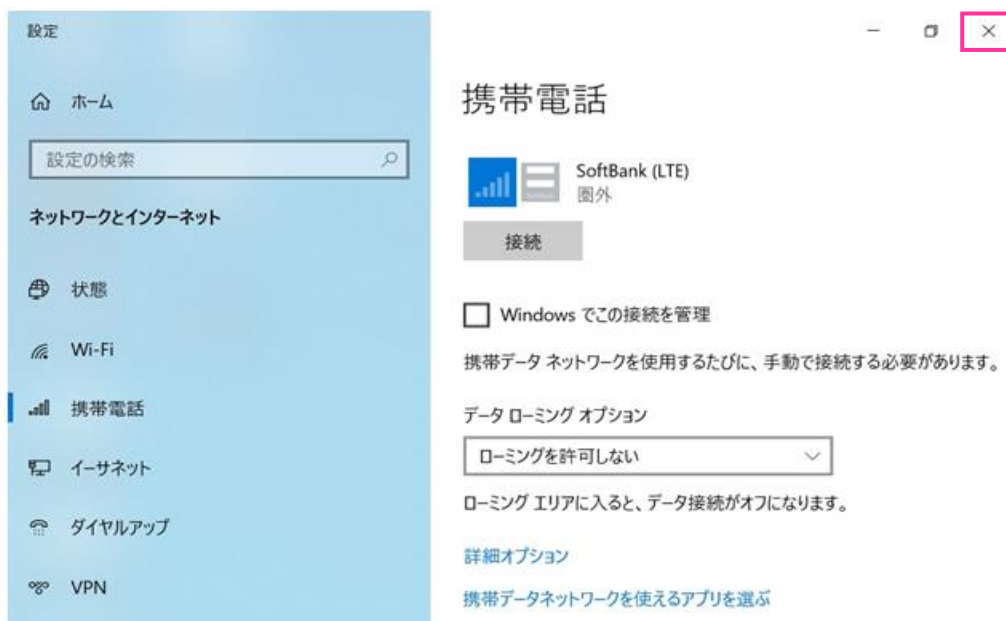 設定
ホーム
設定の検索
ネットワークとインターネット
状態
Wi-Fi
携帯電話
イーサネット
ダイヤルアップ
VPN
携帯電話
SoftBank (LTE)
圏外
接続
Windows でこの接続を管理
携帯データ ネットワークを使用するたびに、手動で接続する必要があります。
データ ローミング オプション
ローミングを許可しない
ローミング エリアに入ると、データ接続がオフになります。
詳細オプション
携帯データネットワークを使えるアプリを選ぶ